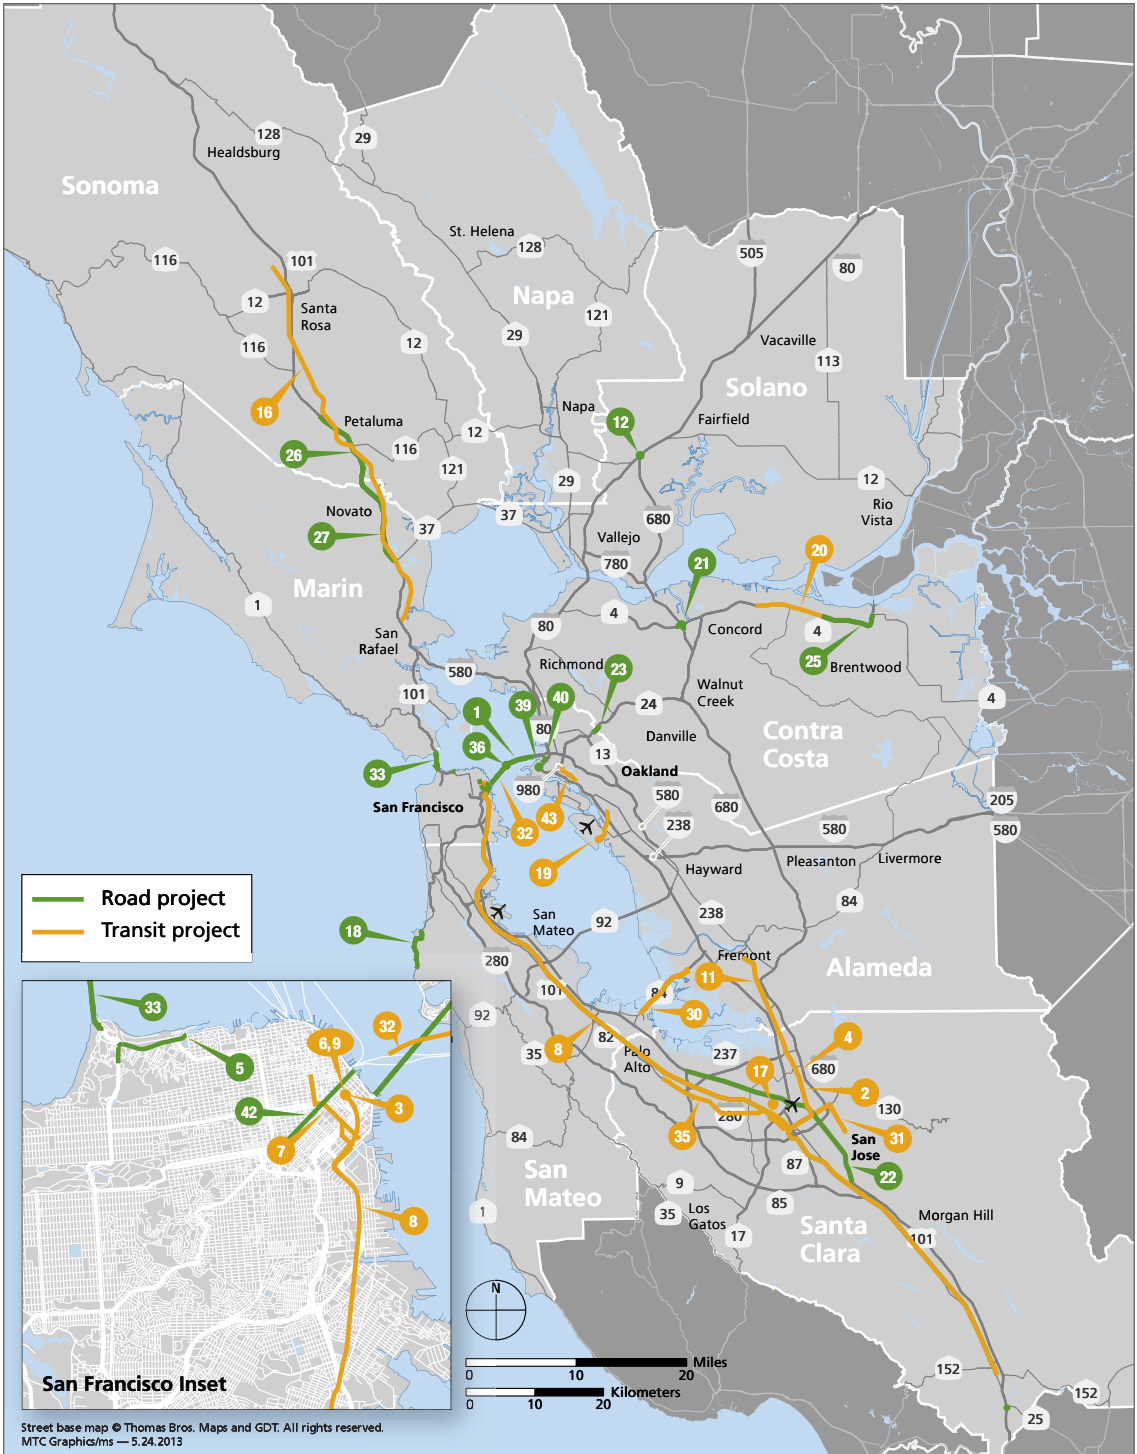 128
29
Healdsburg
Sonoma
St. Helena
128
116
101
505
80
Napa
12
Santa
Rosa
121
29
116
12
Vacaville
113
Solano
16
Napa
12
Petaluma
Fairfield
12
26
116
121
29
12
Rio
Vista
Novato
37
37
680
27
Vallejo
780
20
21
Marin
1
4
80
Concord
4
San
Rafael
25
Brentwood
Richmond
23
580
Walnut
Creek
101
24
4
1
39
40
80
Danville
Contra
Costa
36
13
33
Oakland
980
580
205
San Francisco
680
32
43
238
580
580
19
Hayward
Pleasanton
Livermore
Road project
Transit project
84
San
Mateo
92
238
18
280
Fremont
Alameda
11
101
84
92
30
33
32
6,9
82
4
8
35
Palo
Alto
237
680
5
17
2
130
42
3
280
35
31
84
San
Jose
7
87
22
San
Mateo
9
85
1
35
Los
Gatos
Morgan Hill
8
17
Santa
Clara
101
N
Miles
0 10 20
Kilometers
0 10 20
152
152
25
San Francisco Inset
Street base map © Thomas Bros. Maps and GDT. All rights reserved.
MTC Graphics/ms — 5.24.2013